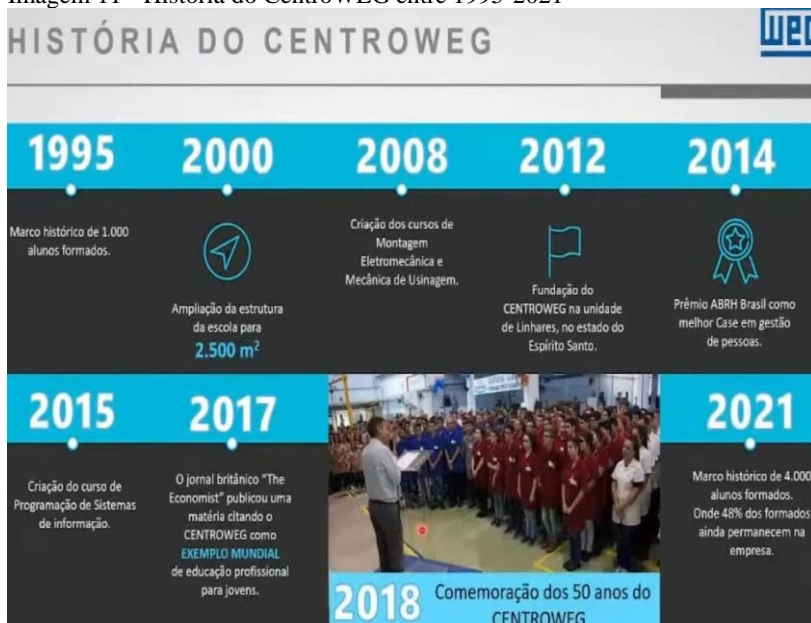 Imagem 11 - História do CentroWEG entre 1995-2021
HISTÓRIA DO CENTROWEG
WEG
1995
Marco histórico de 1.000
alunos formados.
2000
Ampliação da estrutura
da escola para
2.500 m²
2008
Criação dos cursos de
Montagem
Eletromecânica e
Mecânica de Usinagem.
2012
Fundação do
CENTROWEG na unidade
de Linhares, no estado do
Espírito Santo.
2014
Prêmio ABRH Brasil como
melhor Case em gestão
de pessoas.
2015
Criação do curso de
Programação de Sistemas
de informação.
2017
O jornal britânico "The
Economist" publicou uma
matéria citando o
CENTROWEG como
EXEMPLO MUNDIAL
de educação profissional
para jovens.
2018
Comemoração dos 50 anos do
CENTROWEG
2021
Marco histórico de 4.000
alunos formados.
Onde 48% dos formados
ainda permanecem na
empresa.